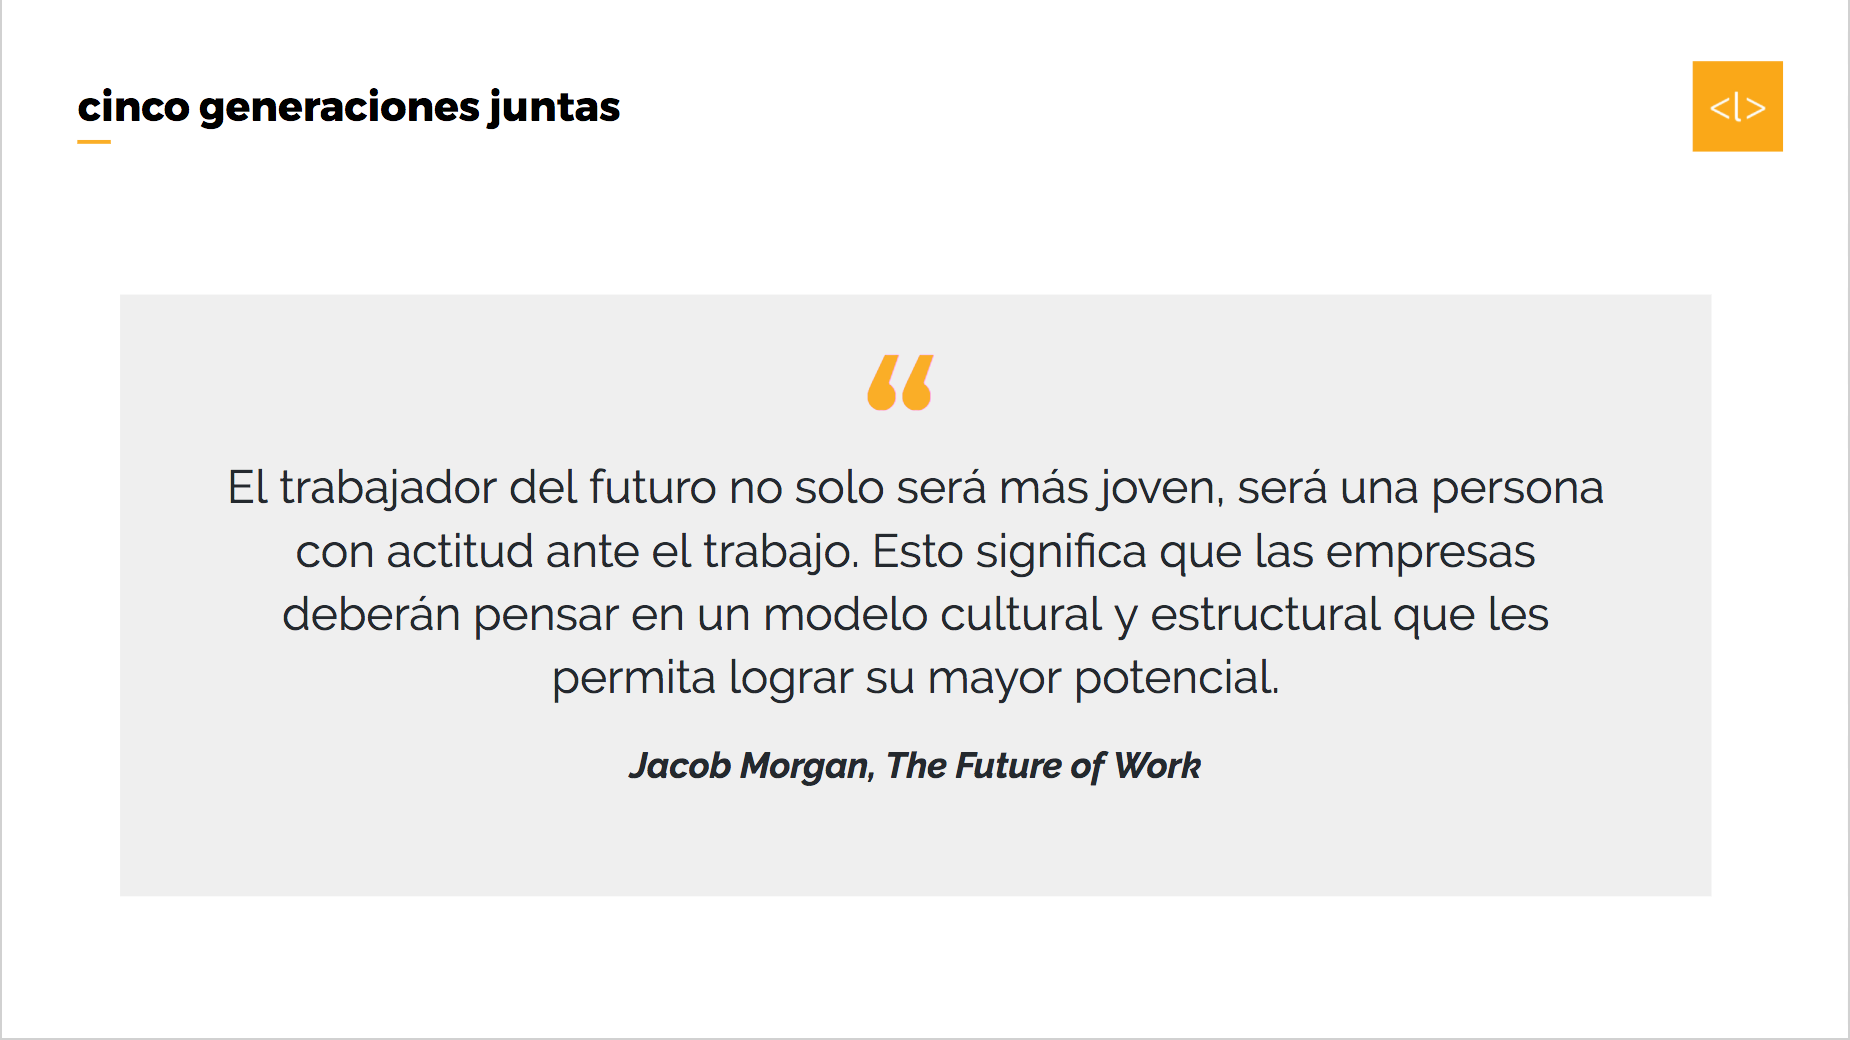 cinco generaciones juntas
<l>
“
El trabajador del futuro no solo será más joven, será una persona
con actitud ante el trabajo. Esto significa que las empresas
deberán pensar en un modelo cultural y estructural que les
permita lograr su mayor potencial.
Jacob Morgan, The Future of Work